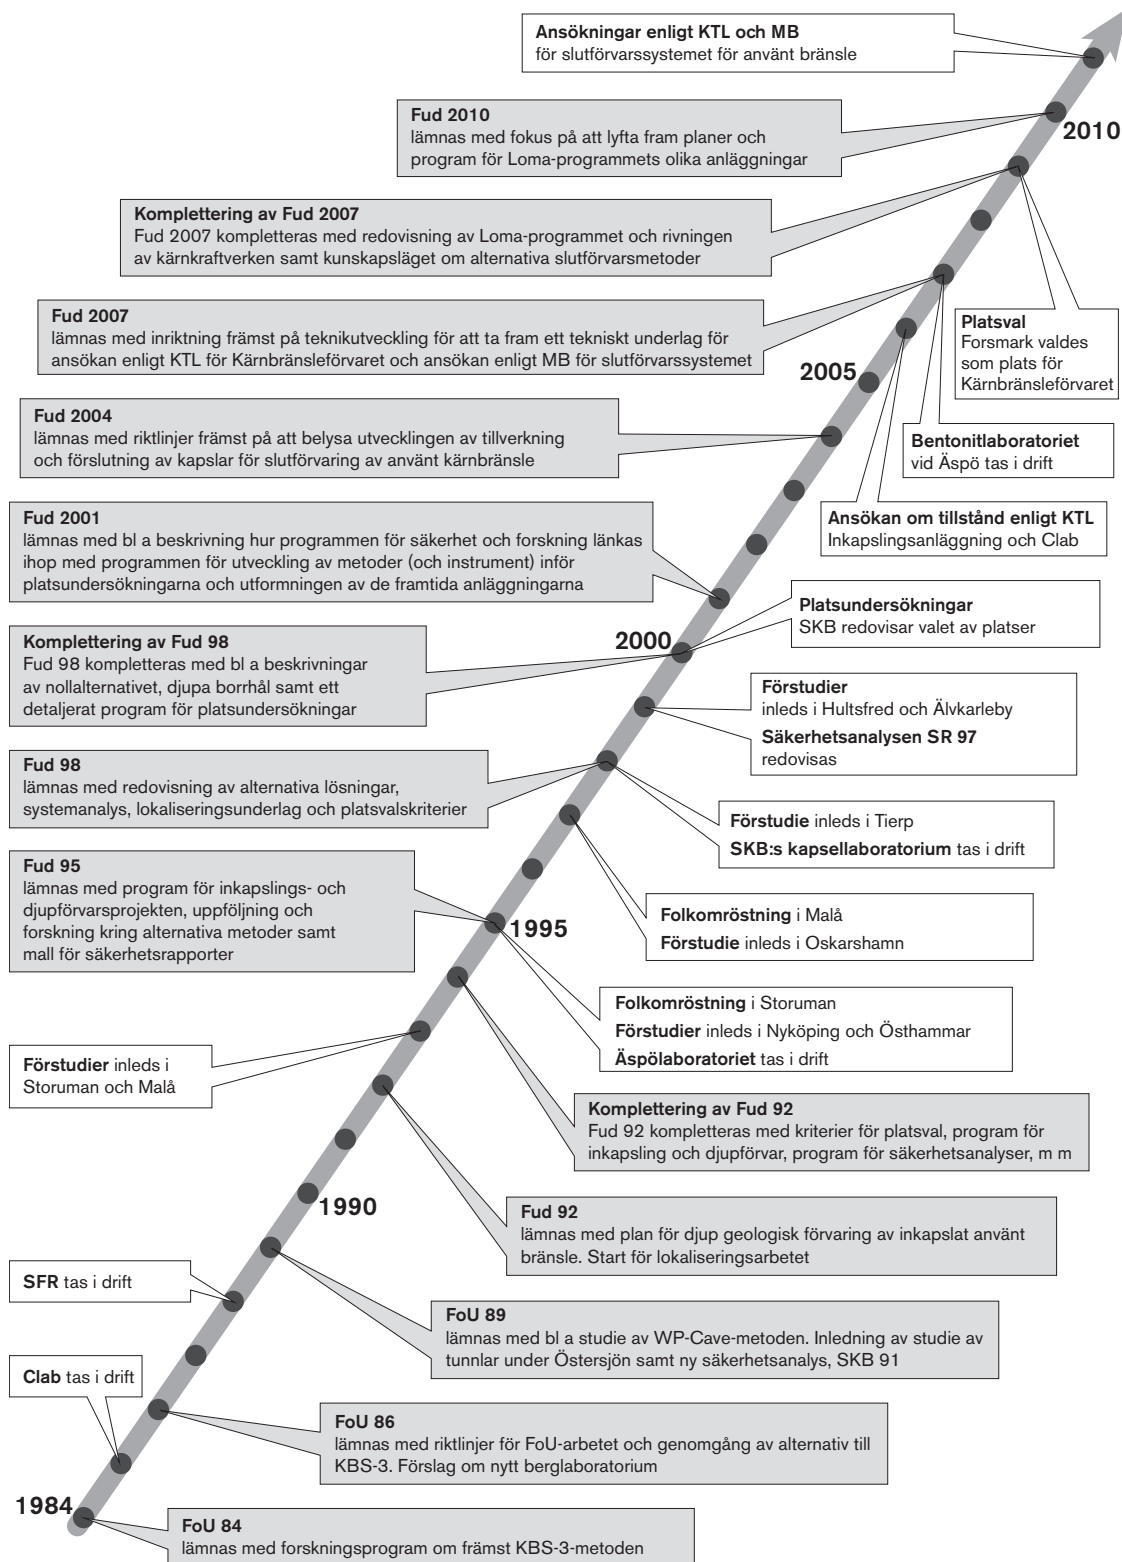 Ansökningar enligt KTL och MB
för slutförvarssystemet för använt bränsle
Fud 2010
lämnas med fokus på att lyfta fram planer och
program för Loma-programmets olika anläggningar
2010
Komplettering av Fud 2007
Fud 2007 kompletteras med redovisning av Loma-programmet och rivningen
av kärnkraftverken samt kunskapsläget om alternativa slutförvarsmetoder
Fud 2007
lämnas med inriktning främst på teknikutveckling för att ta fram ett tekniskt underlag för
ansökan enligt KTL för Kärnbränsleförvaret och ansökan enligt MB för slutförvarssystemet
Platsval
Forsmark valdes
som plats för
Kärnbränsleförvaret
2005
Fud 2004
lämnas med riktlinjer främst på att belysa utvecklingen av tillverkning
och förslutning av kapslar för slutförvaring av använt kärnbränsle
Bentonitlaboratoriet
vid Äspö tas i drift
Fud 2001
lämnas med bl a beskrivning hur programmen för säkerhet och forskning länkas
ihop med programmen för utveckling av metoder (och instrument) inför
platsundersökningarna och utformningen av de framtida anläggningarna
Ansökan om tillstånd enligt KTL
Inkapslingsanläggning och Clab
Platsundersökningar
SKB redovisar valet av platser
2000
Komplettering av Fud 98
Fud 98 kompletteras med bl a beskrivningar
av nollalternativet, djupa borrhål samt ett
detaljerat program för platsundersökningar
Förstudier
inleds i Hultsfred och Älvkarleby
Säkerhetsanalysen SR 97
redovisas
Fud 98
lämnas med redovisning av alternativa lösningar,
systemanalys, lokaliseringsunderlag och platsvalskriterier
Förstudie inleds i Tierp
SKB:s kapsellaboratorium tas i drift
Fud 95
lämnas med program för inkapslings- och
djupförvarsprojekten, uppföljning och
forskning kring alternativa metoder samt
mall för säkerhetsrapporter
1995
Folkomröstning i Malå
Förstudie inleds i Oskarshamn
Folkomröstning i Storuman
Förstudier inleds i Nyköping och Östhammar
Äspölaboratoriet tas i drift
Förstudier inleds i
Storuman och Malå
Komplettering av Fud 92
Fud 92 kompletteras med kriterier för platsval, program för
inkapsling och djupförvar, program för säkerhetsanalyser, m m
1990
Fud 92
lämnas med plan för djup geologisk förvaring av inkapslat använt
bränsle. Start för lokaliseringsarbetet
SFR tas i drift
FoU 89
lämnas med bl a studie av WP-Cave-metoden. Inledning av studie av
tunnlar under Östersjön samt ny säkerhetsanalys, SKB 91
Clab tas i drift
FoU 86
lämnas med riktlinjer för FoU-arbetet och genomgång av alternativ till
KBS-3. Förslag om nytt berglaboratorium
1984
FoU 84
lämnas med forskningsprogram om främst KBS-3-metoden